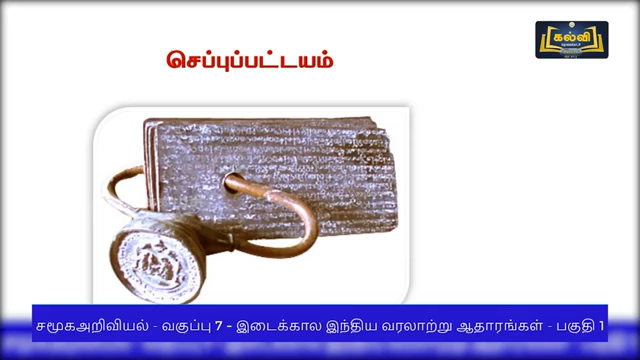 செப்புப்பட்டயம்
கல்வி
சமூகஅறிவியல் - வகுப்பு 7 - இடைக்கால இந்திய வரலாற்று ஆதாரங்கள் - பகுதி 1